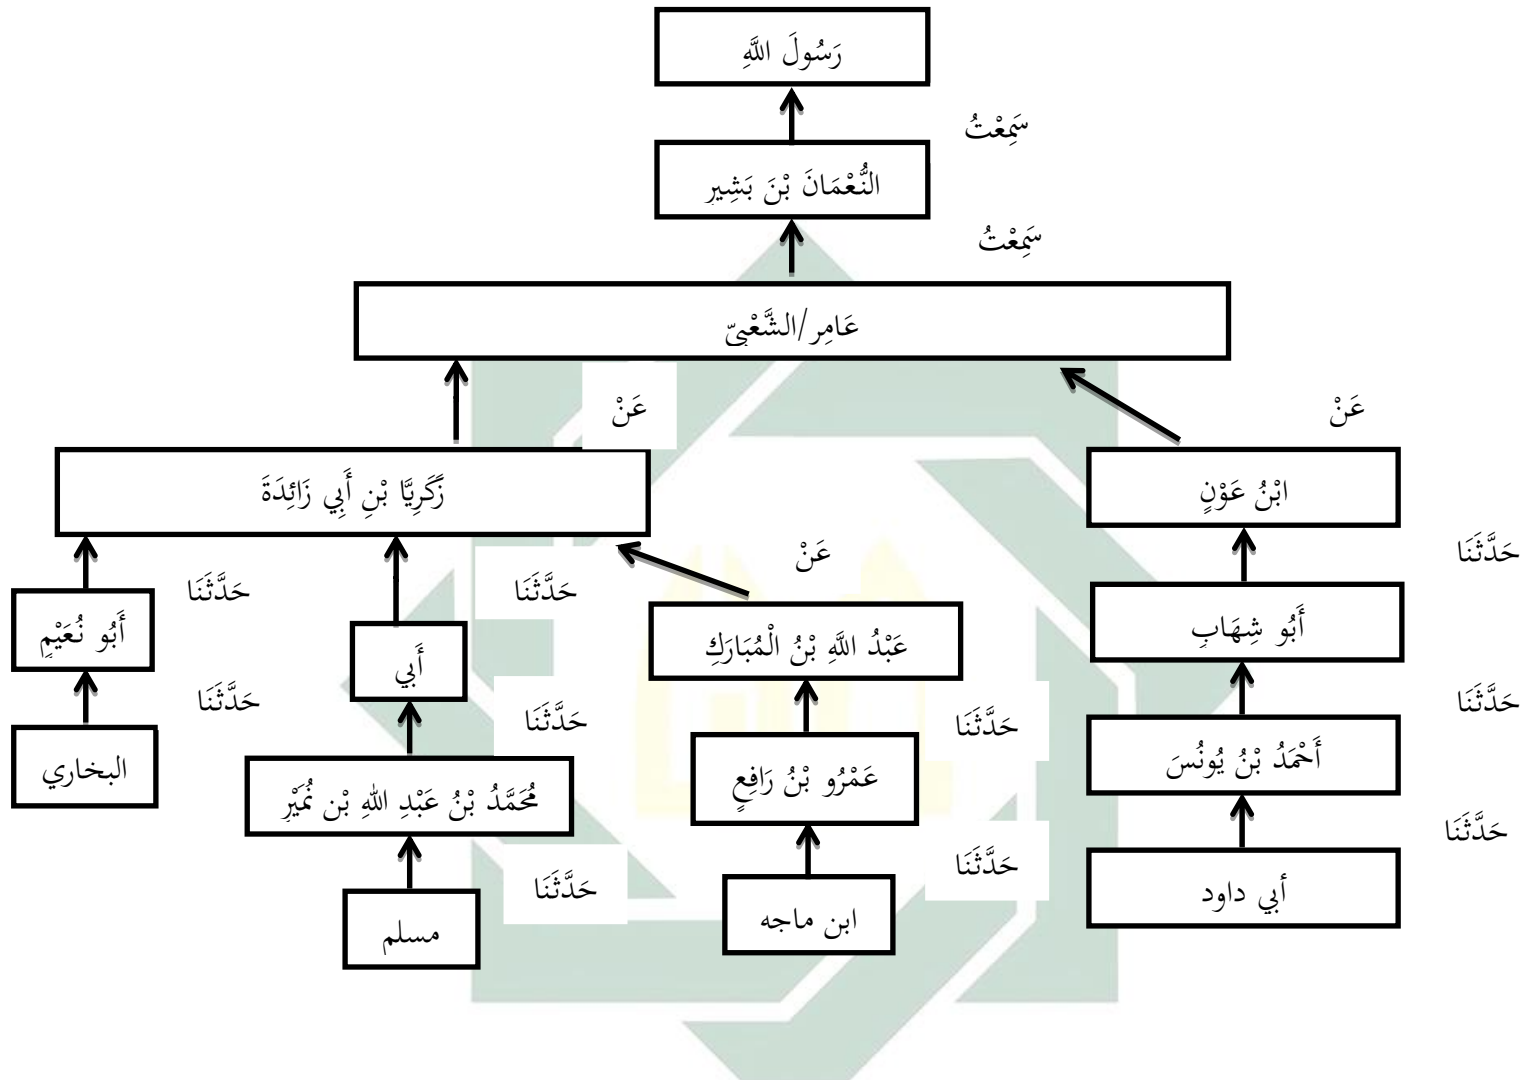 رَسُولَ اللَّهِ
سَمِعْتُ
النُّعْمَانَ بْنَ بَشِيرٍ
سَمِعْتُ
عَامِر/الشَّعْبِيّ
عَنْ
عَنْ
ابْنُ عَوْنٍ
زَكَرِيَّا بْنِ أَبِي زَائِدَةَ
حَدَّثَنَا
عَنْ
حَدَّثَنَا
حَدَّثَنَا
أَبُو شِهَابٍ
عَبْدُ اللَّهِ بْنُ الْمُبَارَكِ
أَبِي
أَبُو نُعَيْمٍ
حَدَّثَنَا
حَدَّثَنَا
حَدَّثَنَا
حَدَّثَنَا
أَحْمَدُ بْنُ يُونُسَ
عَمْرُو بْنُ رَافِعٍ
مُحَمَّدُ بْنُ عَبْدِ اللهِ بْنِ نُمَيْرٍ
البخاري
حَدَّثَنَا
حَدَّثَنَا
حَدَّثَنَا
أبي داود
ابن ماجه
مسلم